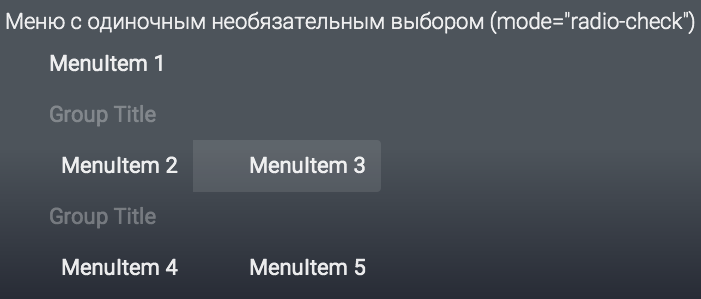 Меню с одиночным необязательным выбором (mode="radio-check")
MenuItem 1
Group Title
MenuItem 2 MenuItem 3
Group Title
MenuItem 4 MenuItem 5